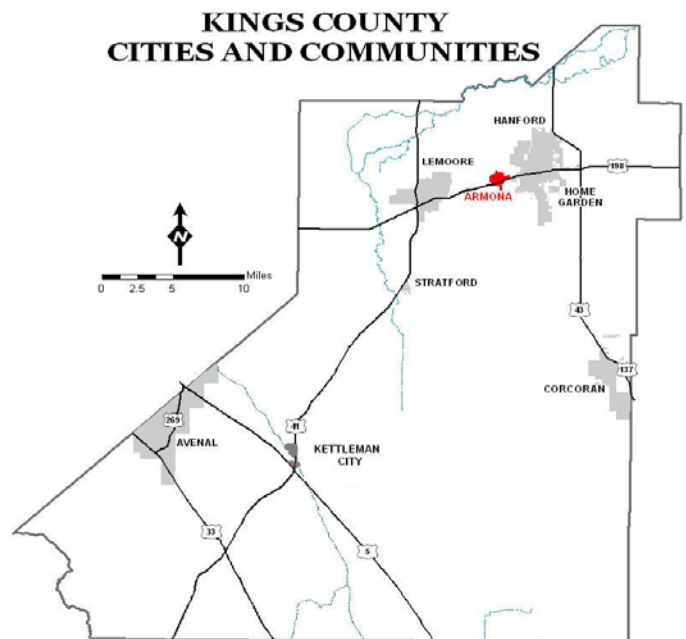 KINGS COUNTY
CITIES AND COMMUNITIES
HANFORD
LEMOORE
198
ARMONA
HOME
GARDEN
N
Miles
0 2.5 5 10
STRATFORD
43
137
CORCORAN
269
41
AVENAL
KETTLEMAN
CITY
33
5